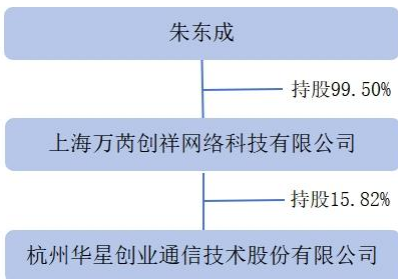 朱东成
持股99.50%
上海万芮创祥网络科技有限公司
持股15.82%
杭州华星创业通信技术股份有限公司